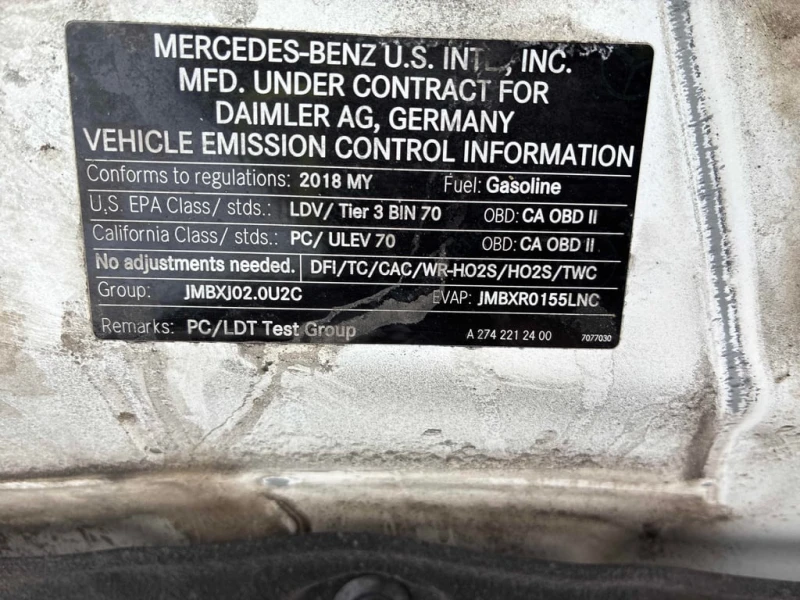 MERCEDES-BENZ U.S. INC.
MFD. UNDER CONTRACT FOR
DAIMLER AG, GERMANY
VEHICLE EMISSION CONTROL INFORMATION
Conforms to regulations: 2018 MY Fuel: Gasoline
U.S. EPA Class/ stds.: LDV/ Tier 3 BIN 70 OBD: CA OBD II
California Class/ stds.: PC/ ULEV 70 OBD: CA OBD II
No adjustments needed. DFI/TC/CAC/WR-HO2S/HO2S/TWC
Group: JMBXJ02.0U2C EVAP: JMBXR0155LNC
Remarks: PC/LDT Test Group A 274 221 24 00 7077030